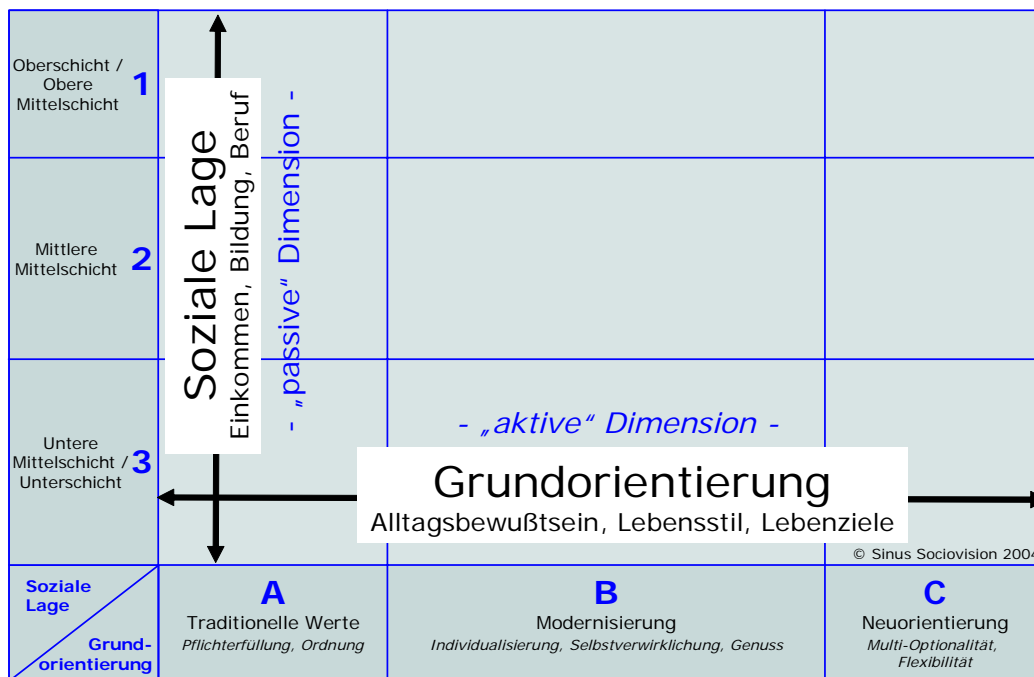 Oberschicht /
Obere
Mittelschicht
1
Mittlere
Mittelschicht
2
Untere
Mittelschicht /
Unterschicht
3
Soziale Lage
Einkommen, Bildung, Beruf
- „passive“ Dimension -
- „aktive“ Dimension -
Grundorientierung
Alltagsbewußtsein, Lebensstil, Lebenziele
© Sinus Sociovision 2004
Soziale
Lage
Grund-
orientierung
A
Traditionelle Werte
Pflichterfüllung, Ordnung
B
Modernisierung
Individualisierung, Selbstverwirklichung, Genuss
C
Neuorientierung
Multi-Optionalität,
Flexibilität